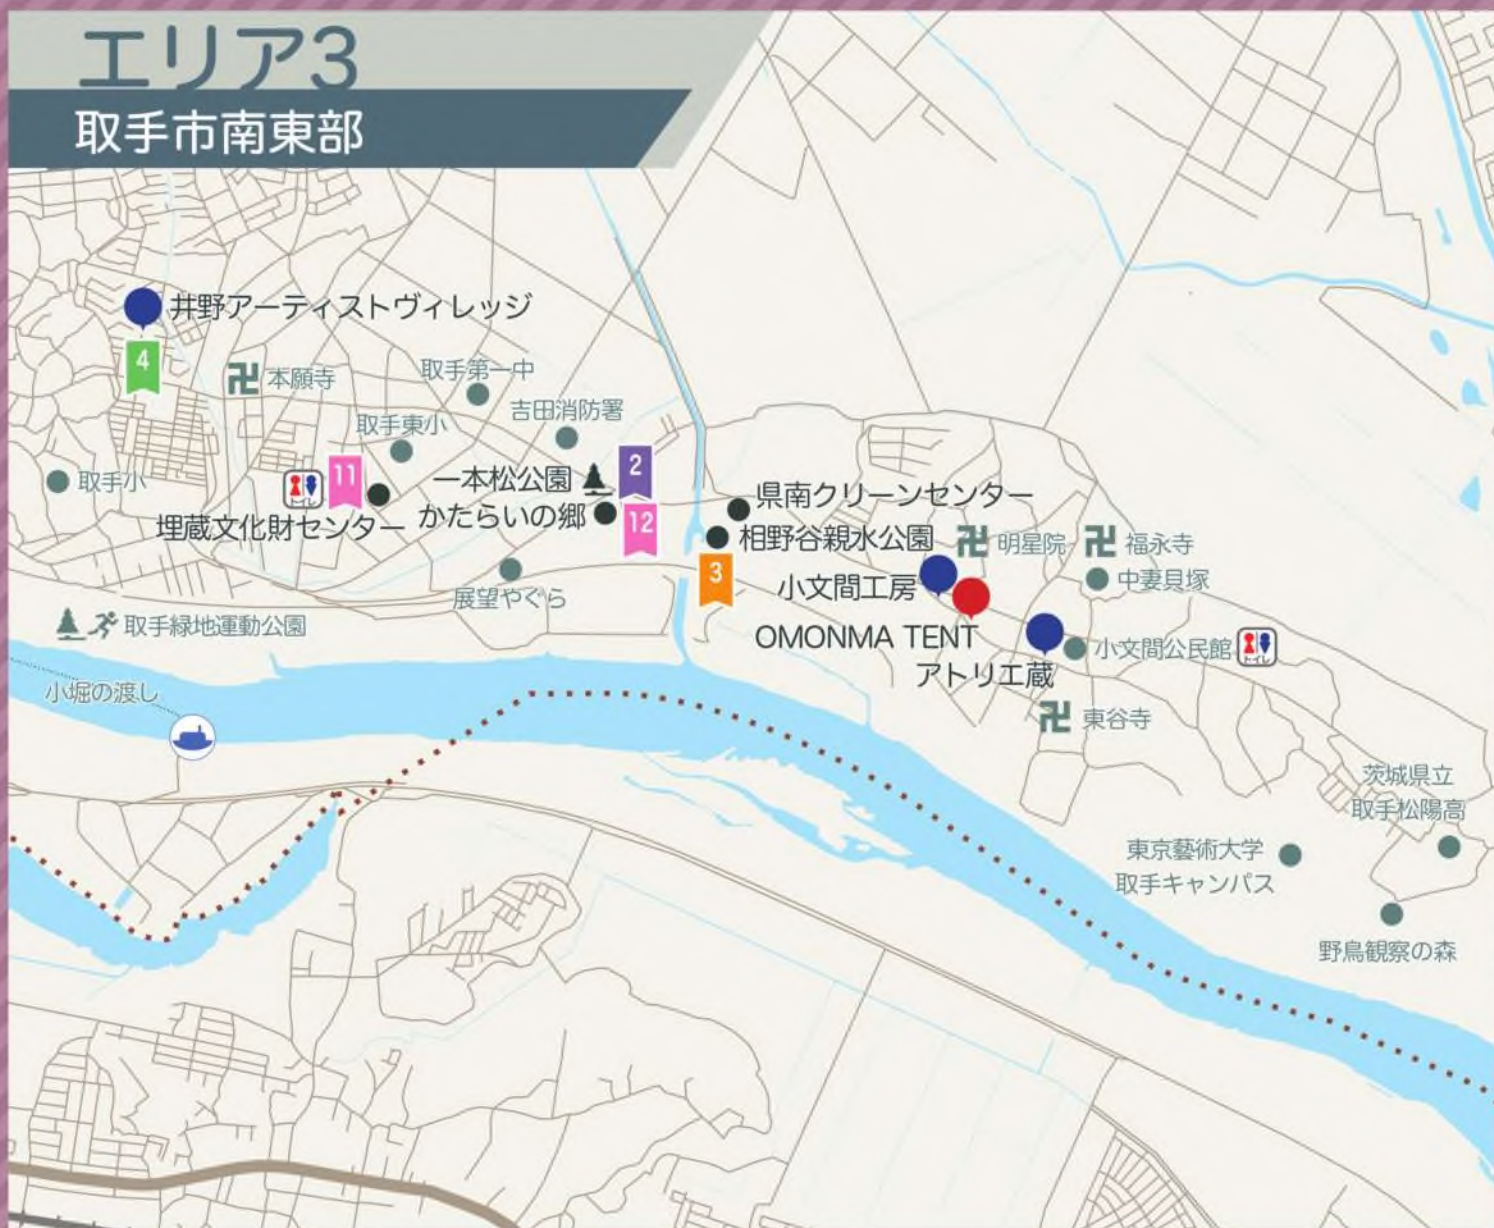 エリア3
取手市南東部
井野アーティストヴィレッジ
4
本願寺
取手第一中
吉田消防署
取手東小
取手小
トイレ
11
埋蔵文化財センター
一本松公園
2
かたらいの郷
12
県南クリーンセンター
相野谷親水公園
3
明星院
福永寺
中妻貝塚
小文間工房
OMONMA TENT
アトリエ蔵
小文間公民館
トイレ
東谷寺
展望やぐら
取手緑地運動公園
小堀の渡し
茨城県立
取手松陽高
東京藝術大学
取手キャンパス
野鳥観察の森